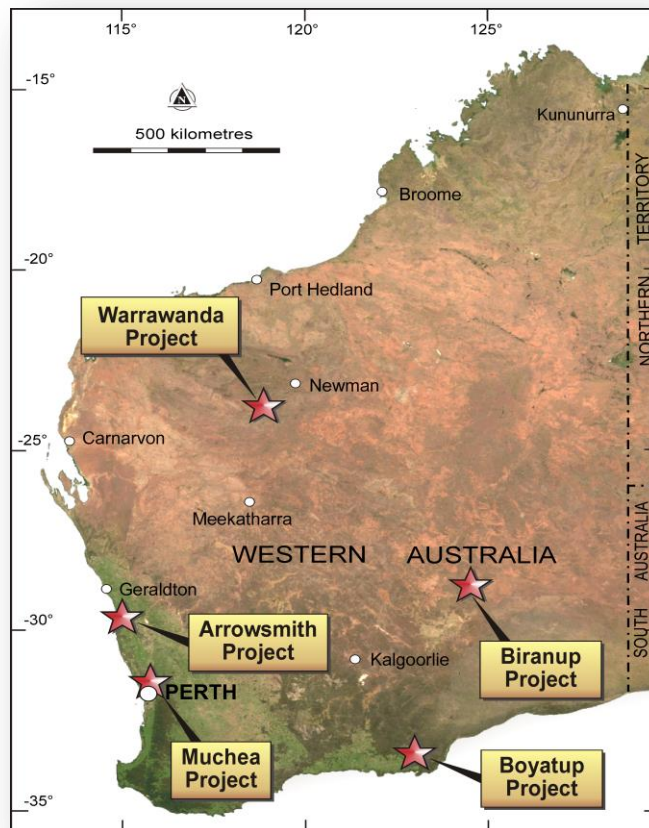 115°
120°
125°
-15°
N
500 kilometres
Kununurra
Broome
NORTHERN TERRITORY
-20°
Port Hedland
Warrawanda
Project
Newman
-25°
Carnarvon
Meekatharra
WESTERN AUSTRALIA
SOUTH AUSTRALIA
Geraldton
-30°
Arrowsmith
Project
Kalgoorlie
Biranup
Project
PERTH
Muchea
Project
Boyatup
Project
-35°